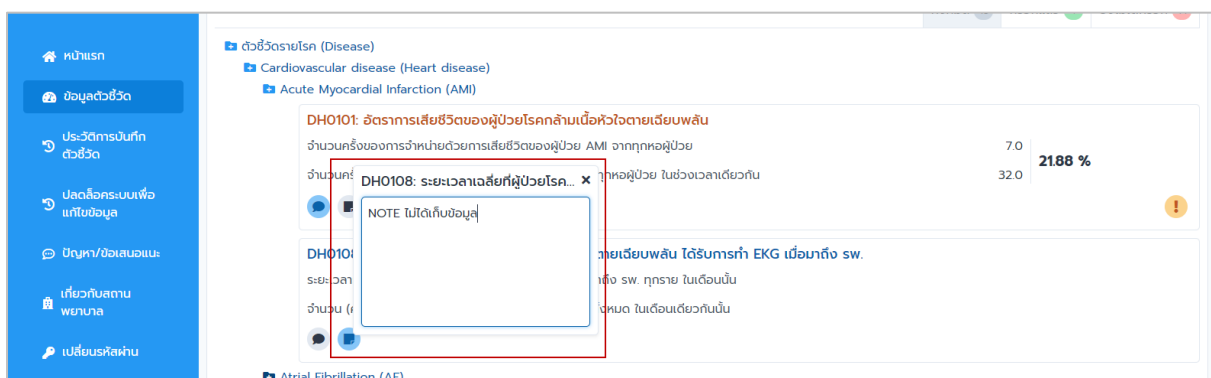 หน้าแรก
ข้อมูลตัวชี้วัด
ประวัติการบันทึก
ตัวชี้วัด
ปลดล็อคระบบเพื่อ
แก้ไขข้อมูล
ปัญหา/ข้อเสนอแนะ
เกี่ยวกับสถาน
พยาบาล
เปลี่ยนรหัสผ่าน
ตัวชี้วัดรายโรค (Disease)
Cardiovascular disease (Heart disease)
Acute Myocardial Infarction (AMI)
DH0101: อัตราการเสียชีวิตของผู้ป่วยโรคกล้ามเนื้อหัวใจตายเฉียบพลัน
จำนวนครั้งของการจำหน่ายด้วยการเสียชีวิตของผู้ป่วย AMI จากทุกหอผู้ป่วย 7.0
21.88 %
จำนวนครั้ ทุกหอผู้ป่วย ในช่วงเวลาเดียวกัน 32.0
DH0108: ระยะเวลาเฉลี่ยที่ผู้ป่วยโรค... ×
NOTE ไม่ได้เก็บข้อมูล
DH0108 ตายเฉียบพลัน ได้รับการทำ EKG เมื่อมาถึง รพ.
ระยะเวลา ถึง รพ. ทุกราย ในเดือนนั้น
จำนวน ทั้งหมด ในเดือนเดียวกันนั้น
Atrial Fibrillation (AF)